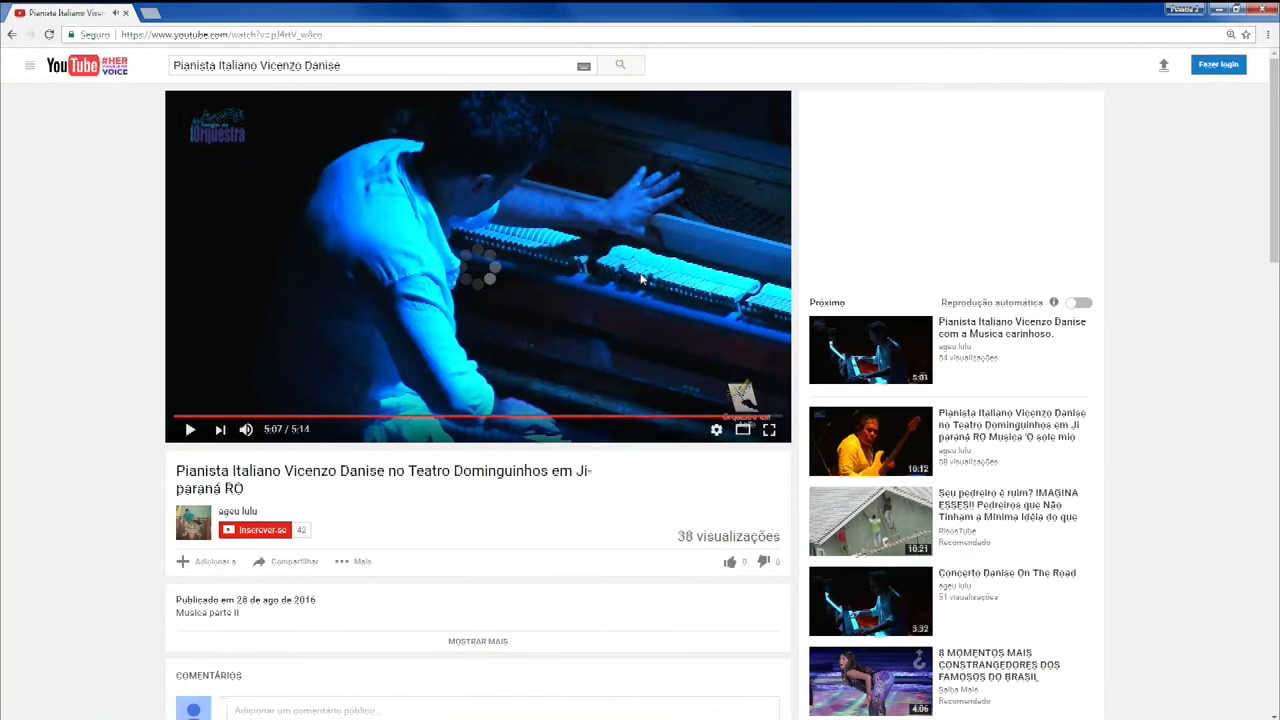 Pianista Italiano Vicen
Seguro
YouTube
#HER
VOICE
Pianista Italiano Vicenzo Danise
Fazer login
iOrquestra
5:07 / 5:14
Pianista Italiano Vicenzo Danise no Teatro Dominguinhos em Ji-
paraná RO
ageu lulu
Inscrever-se 42
38 visualizações
Adicionar a Compartilhar Mais 0 0
Publicado em 28 de ago de 2016
Musica parte II
MOSTRAR MAIS
COMENTÁRIOS
Adicionar um comentário público...
Próximo Reprodução automática
Pianista Italiano Vicenzo Danise
com a Musica carinhoso.
ageu lulu
54 visualizações
5:01
Pianista Italiano Vicenzo Danise
no Teatro Dominguinhos em Ji
paraná RO Musica 'O sole mio
ageu lulu
58 visualizações
10:12
Seu pedreiro é ruim? IMAGINA
ESSES!! Pedreiros que Não
Tinham a Mínima Idéia do que
RisosTube
Recomendado
10:21
Concerto Danise On The Road
ageu lulu
51 visualizações
3:32
8 MOMENTOS MAIS
CONSTRANGEDORES DOS
FAMOSOS DO BRASIL
Saiba Mais
Recomendado
4:06